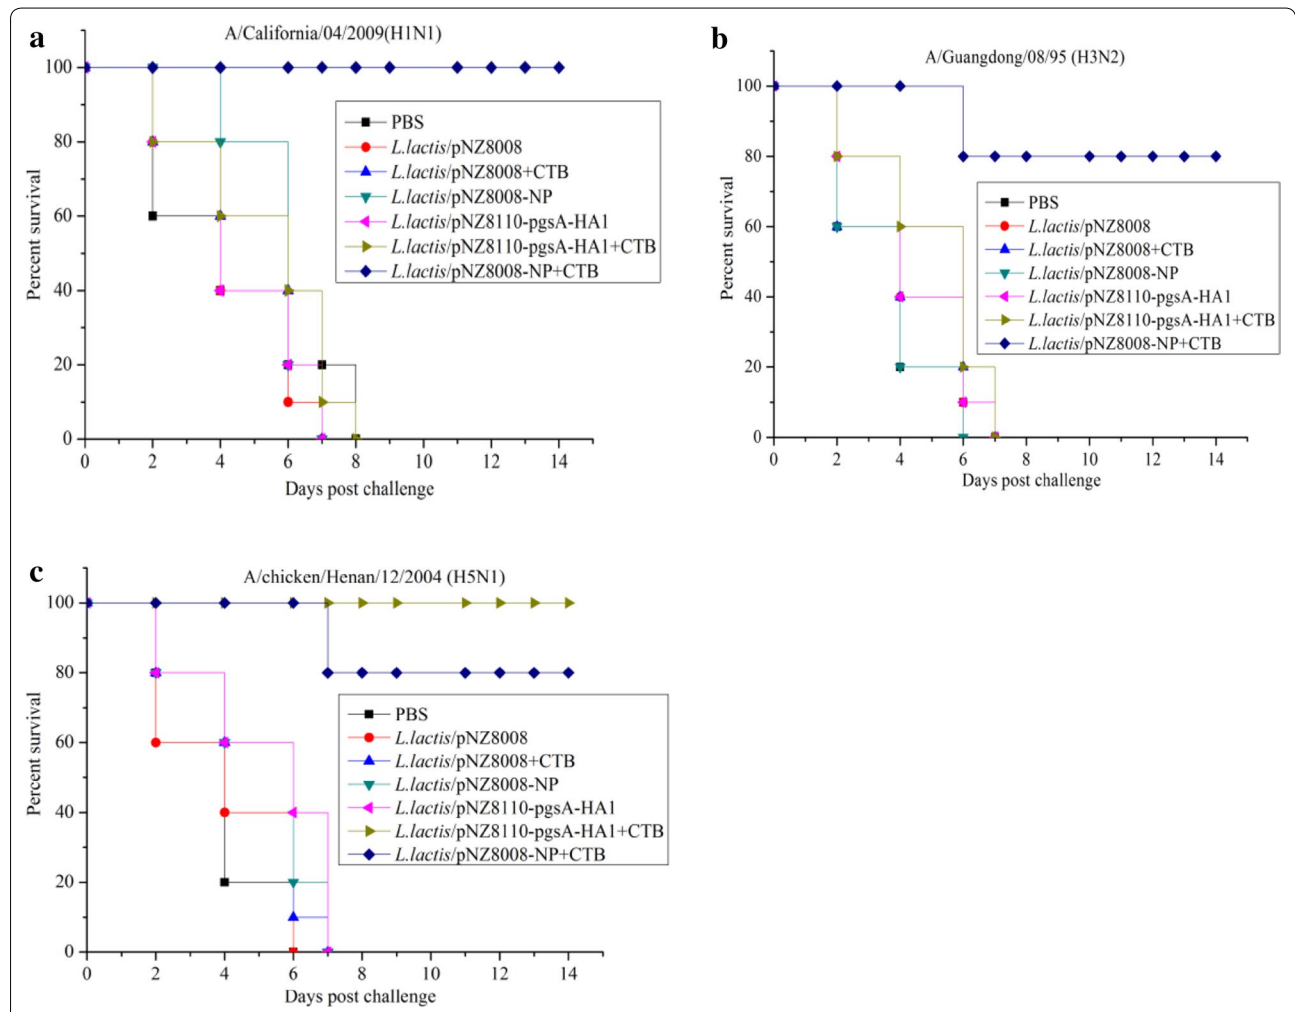 a
A/California/04/2009(H1N1)
100
80
60
40
20
0
Percent survival
PBS
L.lactis/pNZ8008
L.lactis/pNZ8008+CTB
L.lactis/pNZ8008-NP
L.lactis/pNZ8110-pgsA-HA1
L.lactis/pNZ8110-pgsA-HA1+CTB
L.lactis/pNZ8008-NP+CTB
0 2 4 6 8 10 12 14
Days post challenge
b
A/Guangdong/08/95 (H3N2)
100
80
60
40
20
0
Percent survival
PBS
L.lactis/pNZ8008
L.lactis/pNZ8008+CTB
L.lactis/pNZ8008-NP
L.lactis/pNZ8110-pgsA-HA1
L.lactis/pNZ8110-pgsA-HA1+CTB
L.lactis/pNZ8008-NP+CTB
0 2 4 6 8 10 12 14
Days post challenge
c
A/chicken/Henan/12/2004 (H5N1)
100
80
60
40
20
0
Percent survival
PBS
L.lactis/pNZ8008
L.lactis/pNZ8008+CTB
L.lactis/pNZ8008-NP
L.lactis/pNZ8110-pgsA-HA1
L.lactis/pNZ8110-pgsA-HA1+CTB
L.lactis/pNZ8008-NP+CTB
0 2 4 6 8 10 12 14
Days post challenge